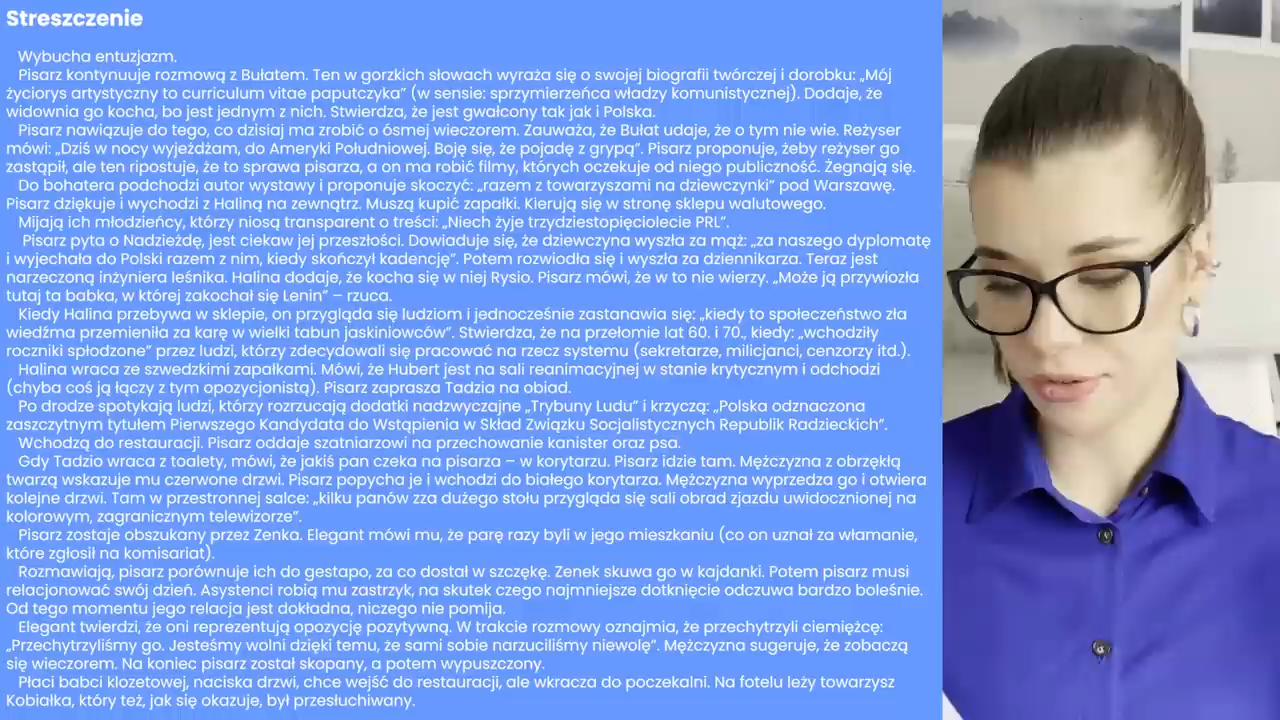 Streszczenie
Wybucha entuzjazm.
Pisarz kontynuuje rozmową z Bułatem. Ten w gorzkich słowach wyraża się o swojej biografii twórczej i dorobku: „Mój
życiorys artystyczny to curriculum vitae paputczyka” (w sensie: sprzymierzeńca władzy komunistycznej). Dodaje, że
widownia go kocha, bo jest jednym z nich. Stwierdza, że jest gwałcony tak jak i Polska.
Pisarz nawiązuje do tego, co dzisiaj ma zrobić o ósmej wieczorem. Zauważa, że Bułat udaje, że o tym nie wie. Reżyser
mówi: „Dziś w nocy wyjeżdżam, do Ameryki Południowej. Boję się, że pojadę z grypą”. Pisarz proponuje, żeby reżyser go
zastąpił, ale ten ripostuje, że to sprawa pisarza, a on ma robić filmy, których oczekuje od niego publiczność. Żegnają się.
Do bohatera podchodzi autor wystawy i proponuje skoczyć: „razem z towarzyszami na dziewczynki” pod Warszawę.
Pisarz dziękuje i wychodzi z Haliną na zewnątrz. Muszą kupić zapałki. Kierują się w stronę sklepu walutowego.
Mijają ich młodzieńcy, którzy niosą transparent o treści: „Niech żyje trzydziestopięciolecie PRL”.
Pisarz pyta o Nadzieżdę, jest ciekaw jej przeszłości. Dowiaduje się, że dziewczyna wyszła za mąż: „za naszego dyplomatę
i wyjechała do Polski razem z nim, kiedy skończył kadencję”. Potem rozwiodła się i wyszła za dziennikarza. Teraz jest
narzeczoną inżyniera leśnika. Halina dodaje, że kocha się w niej Rysio. Pisarz mówi, że w to nie wierzy. „Może ją przywiozła
tutaj ta babka, w której zakochał się Lenin” – rzuca.
Kiedy Halina przebywa w sklepie, on przygląda się ludziom i jednocześnie zastanawia się: „kiedy to społeczeństwo zła
wiedźma przemieniła za karę w wielki tabun jaskiniowców”. Stwierdza, że na przełomie lat 60. i 70., kiedy: „wchodziły
roczniki spłodzone” przez ludzi, którzy zdecydowali się pracować na rzecz systemu (sekretarze, milicjanci, cenzorzy itd.).
Halina wraca ze szwedzkimi zapałkami. Mówi, że Hubert jest na sali reanimacyjnej w stanie krytycznym i odchodzi
(chyba coś ją łączy z tym opozycjonistą). Pisarz zaprasza Tadzia na obiad.
Po drodze spotykają ludzi, którzy rozrzucają dodatki nadzwyczajne „Trybuny Ludu” i krzyczą: „Polska odznaczona
zaszczytnym tytułem Pierwszego Kandydata do Wstąpienia w Skład Związku Socjalistycznych Republik Radzieckich”.
Wchodzą do restauracji. Pisarz oddaje szatniarzowi na przechowanie kanister oraz psa.
Gdy Tadzio wraca z toalety, mówi, że jakiś pan czeka na pisarza – w korytarzu. Pisarz idzie tam. Mężczyzna z obrzękłą
twarzą wskazuje mu czerwone drzwi. Pisarz popycha je i wchodzi do białego korytarza. Mężczyzna wyprzedza go i otwiera
kolejne drzwi. Tam w przestronnej salce: „kilku panów zza dużego stołu przygląda się sali obrad zjazdu uwidocznionej na
kolorowym, zagranicznym telewizorze”.
Pisarz zostaje obszukany przez Zenka. Elegant mówi mu, że parę razy byli w jego mieszkaniu (co on uznał za włamanie,
które zgłosił na komisariat).
Rozmawiają, pisarz porównuje ich do gestapo, za co dostał w szczękę. Zenek skuwa go w kajdanki. Potem pisarz musi
relacjonować swój dzień. Asystenci robią mu zastrzyk, na skutek czego najmniejsze dotknięcie odczuwa bardzo boleśnie.
Od tego momentu jego relacja jest dokładna, niczego nie pomija.
Elegant twierdzi, że oni reprezentują opozycję pozytywną. W trakcie rozmowy oznajmia, że przechytrzyli ciemięzcę:
„Przechytrzyliśmy go. Jesteśmy wolni dzięki temu, że sami sobie narzuciliśmy niewolę”. Mężczyzna sugeruje, że zobaczą
się wieczorem. Na koniec pisarz został skopany, a potem wypuszczony.
Płaci babci klozetowej, naciska drzwi, chce wejść do restauracji, ale wkracza do poczekalni. Na fotelu leży towarzysz
Kobiałka, który też, jak się okazuje, był przesłuchiwany.